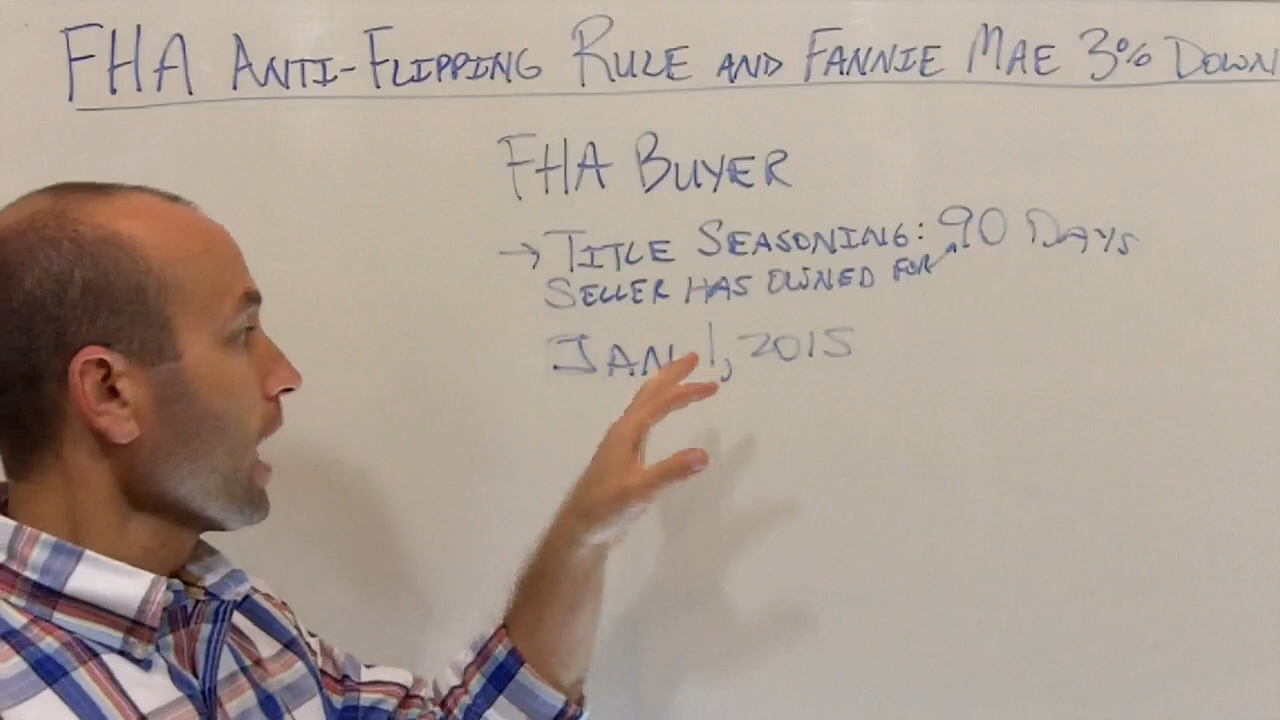 FHA ANTI-FLIPPING RULE AND FANNIE MAE 3% DOWN
FHA BUYER
→ TITLE SEASONING: 90 DAYS
SELLER HAS OWNED FOR
JAN 1, 2015